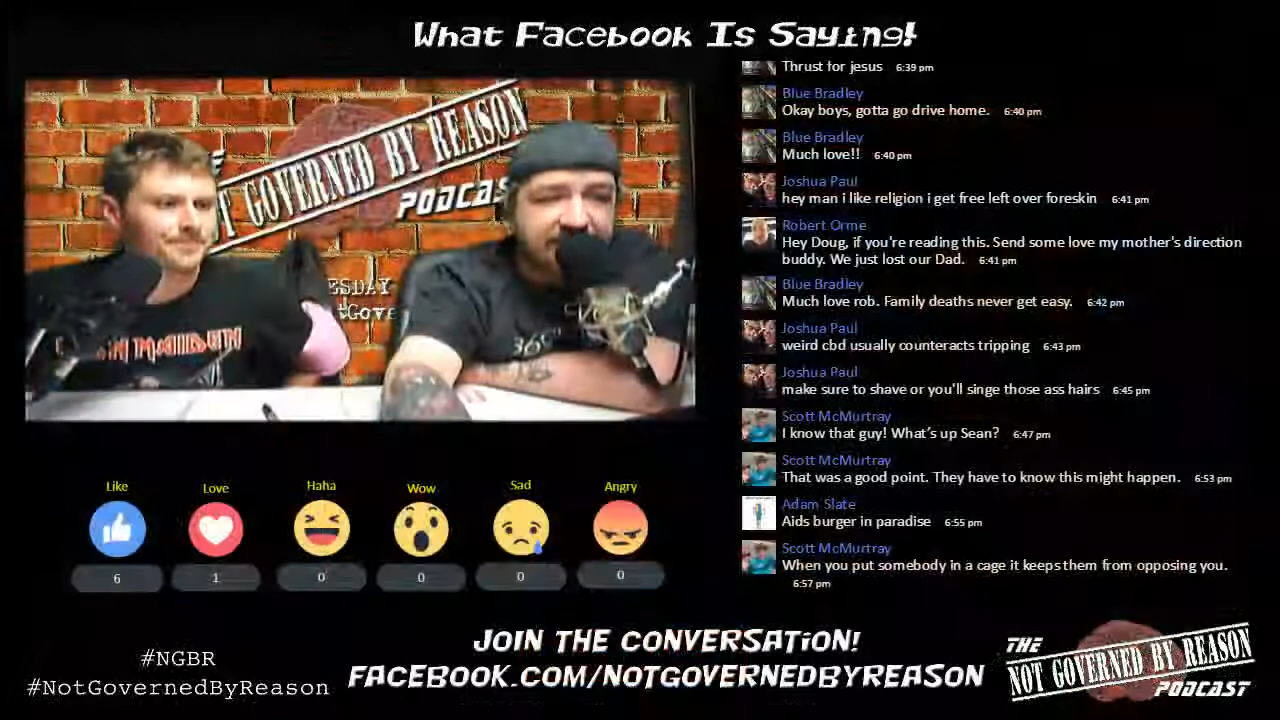 What Facebook Is Saying!
NOT GOVERNED BY REASON
PODCAS
ESDAY
tGove
IRON MAIDEN
Thrust for jesus 6:39 pm
Blue Bradley
Okay boys, gotta go drive home. 6:40 pm
Blue Bradley
Much love!! 6:40 pm
Joshua Paul
hey man i like religion i get free left over foreskin 6:41 pm
Robert Orme
Hey Doug, if you're reading this. Send some love my mother's direction
buddy. We just lost our Dad. 6:41 pm
Blue Bradley
Much love rob. Family deaths never get easy. 6:42 pm
Joshua Paul
weird cbd usually counteracts tripping 6:43 pm
Joshua Paul
make sure to shave or you'll singe those ass hairs 6:45 pm
Scott McMurtray
I know that guy! What's up Sean? 6:47 pm
Scott McMurtray
That was a good point. They have to know this might happen. 6:53 pm
Adam Slate
Aids burger in paradise 6:55 pm
Scott McMurtray
When you put somebody in a cage it keeps them from opposing you.
6:57 pm
Like Love Haha Wow Sad Angry
6 1 0 0 0 0
#NGBR
#NotGovernedByReason
JOIN THE CONVERSATION!
FACEBOOK.COM/NOTGOVERNEDBYREASON
THE
NOT GOVERNED BY REASON
PODCAST